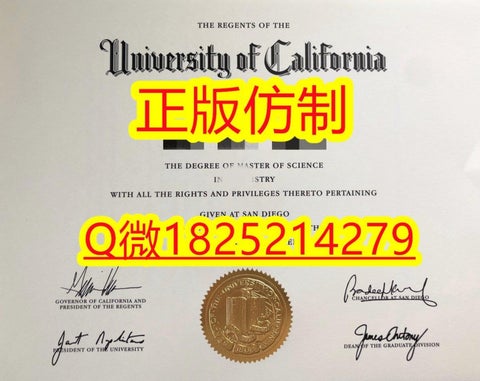 THE REGENTS OF THE
University of California
正版仿制
THE DEGREE OF MASTER OF SCIENCE
IN ISTRY
WITH ALL THE RIGHTS AND PRIVILEGES THERETO PERTAINING
GIVEN AT SAN DIEGO
Q微1825214279
GOVERNOR OF CALIFORNIA AND
PRESIDENT OF THE REGENTS
CHANCELLOR AT SAN DIEGO
PRESIDENT OF THE UNIVERSITY
DEAN OF THE GRADUATE DIVISION